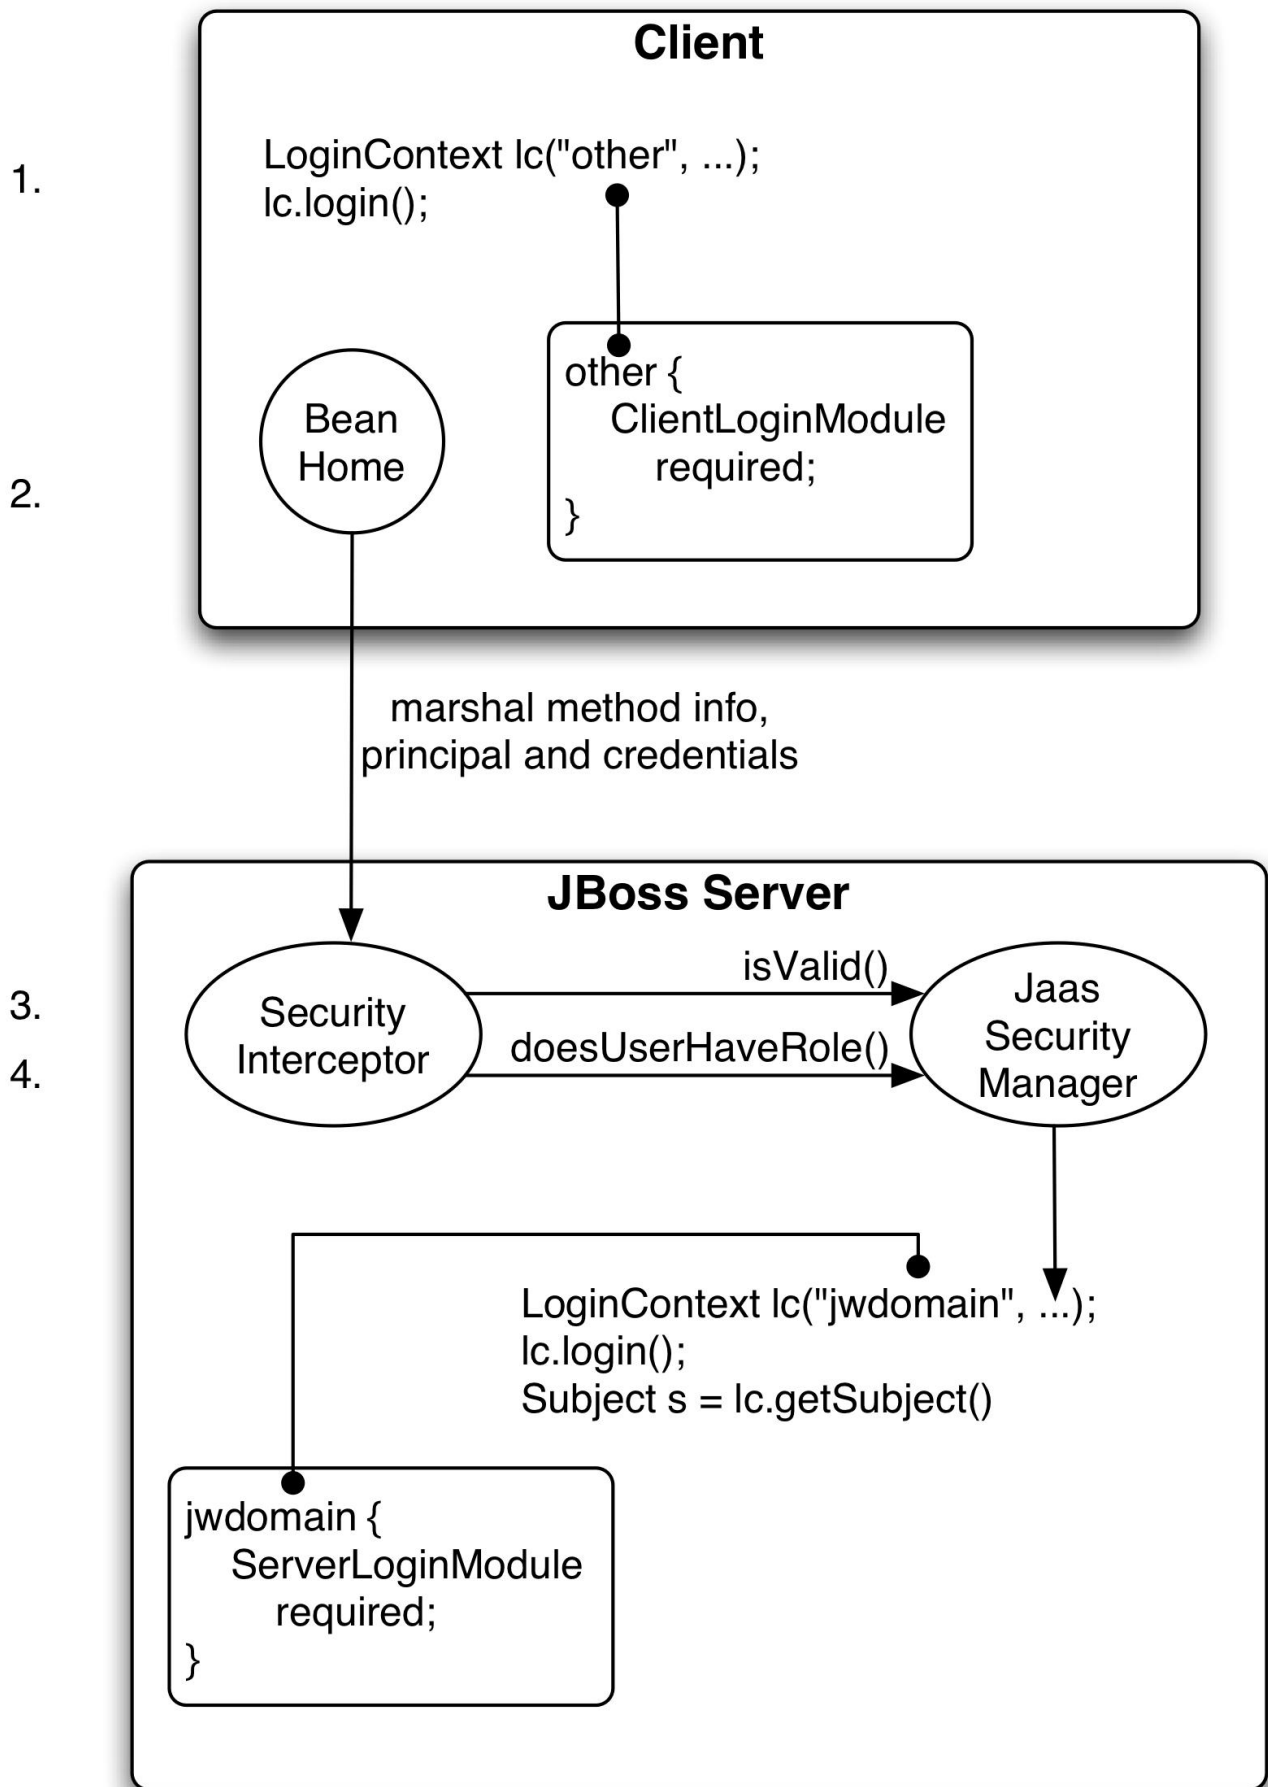 Client
1.
LoginContext lc("other", ...);
lc.login();
Bean
Home
other {
ClientLoginModule
required;
}
2.
marshal method info,
principal and credentials
JBoss Server
3.
4.
Security
Interceptor
isValid()
doesUserHaveRole()
Jaas
Security
Manager
LoginContext lc("jwdomain", ...);
lc.login();
Subject s = lc.getSubject()
jwdomain {
ServerLoginModule
required;
}